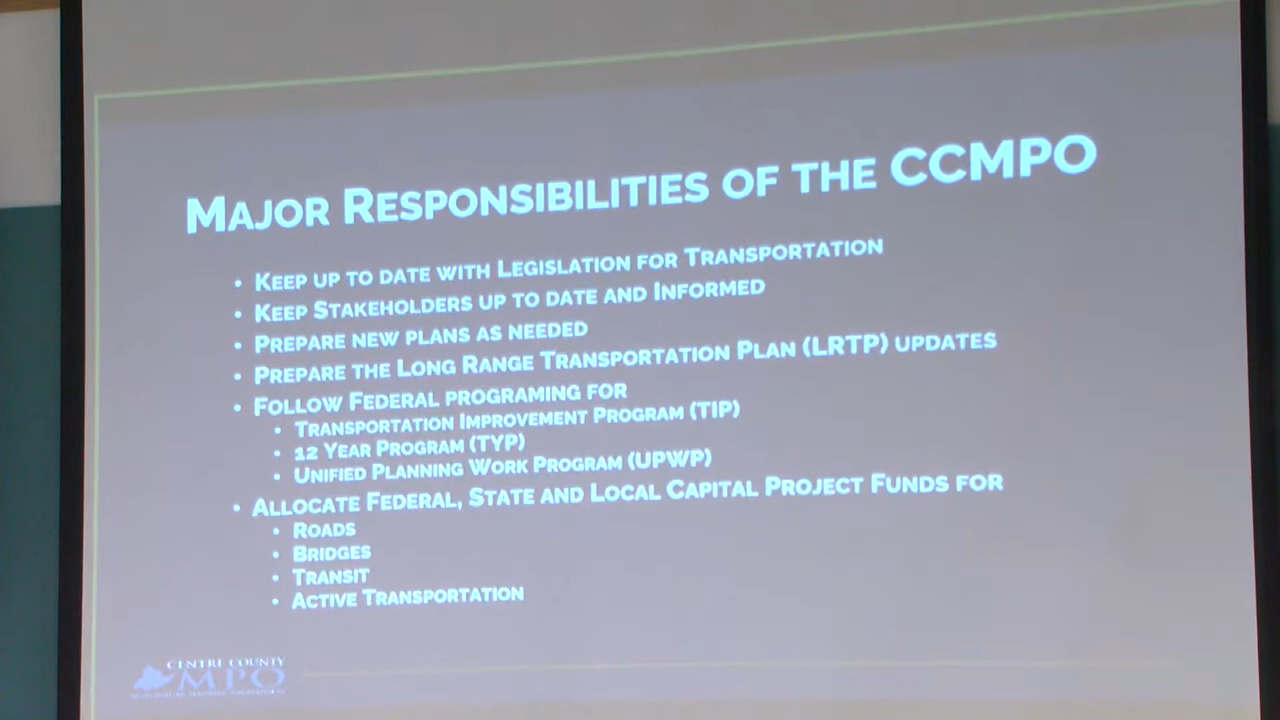 MAJOR RESPONSIBILITIES OF THE CCMPO
• KEEP UP TO DATE WITH LEGISLATION FOR TRANSPORTATION
• KEEP STAKEHOLDERS UP TO DATE AND INFORMED
• PREPARE NEW PLANS AS NEEDED
• PREPARE THE LONG RANGE TRANSPORTATION PLAN (LRTP) UPDATES
• FOLLOW FEDERAL PROGRAMING FOR
• TRANSPORTATION IMPROVEMENT PROGRAM (TIP)
• 12 YEAR PROGRAM (TYP)
• UNIFIED PLANNING WORK PROGRAM (UPWP)
• ALLOCATE FEDERAL, STATE AND LOCAL CAPITAL PROJECT FUNDS FOR
• ROADS
• BRIDGES
• TRANSIT
• ACTIVE TRANSPORTATION
CENTRE COUNTY
MPO